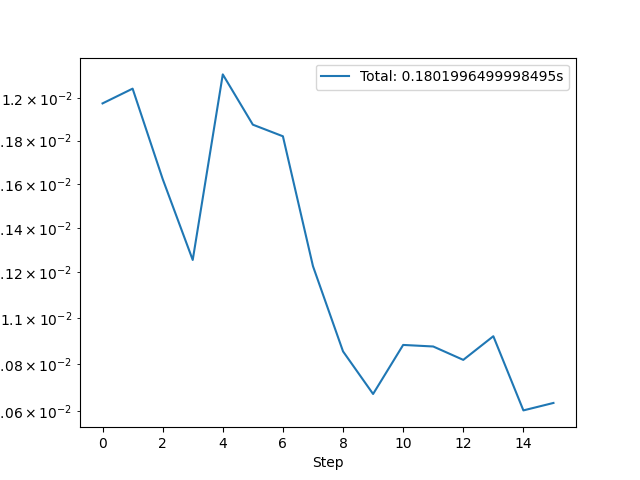 Total: 0.1801996499998495s
1.2 × 10⁻²
.18 × 10⁻²
.16 × 10⁻²
.14 × 10⁻²
.12 × 10⁻²
1.1 × 10⁻²
.08 × 10⁻²
.06 × 10⁻²
0 2 4 6 8 10 12 14
Step